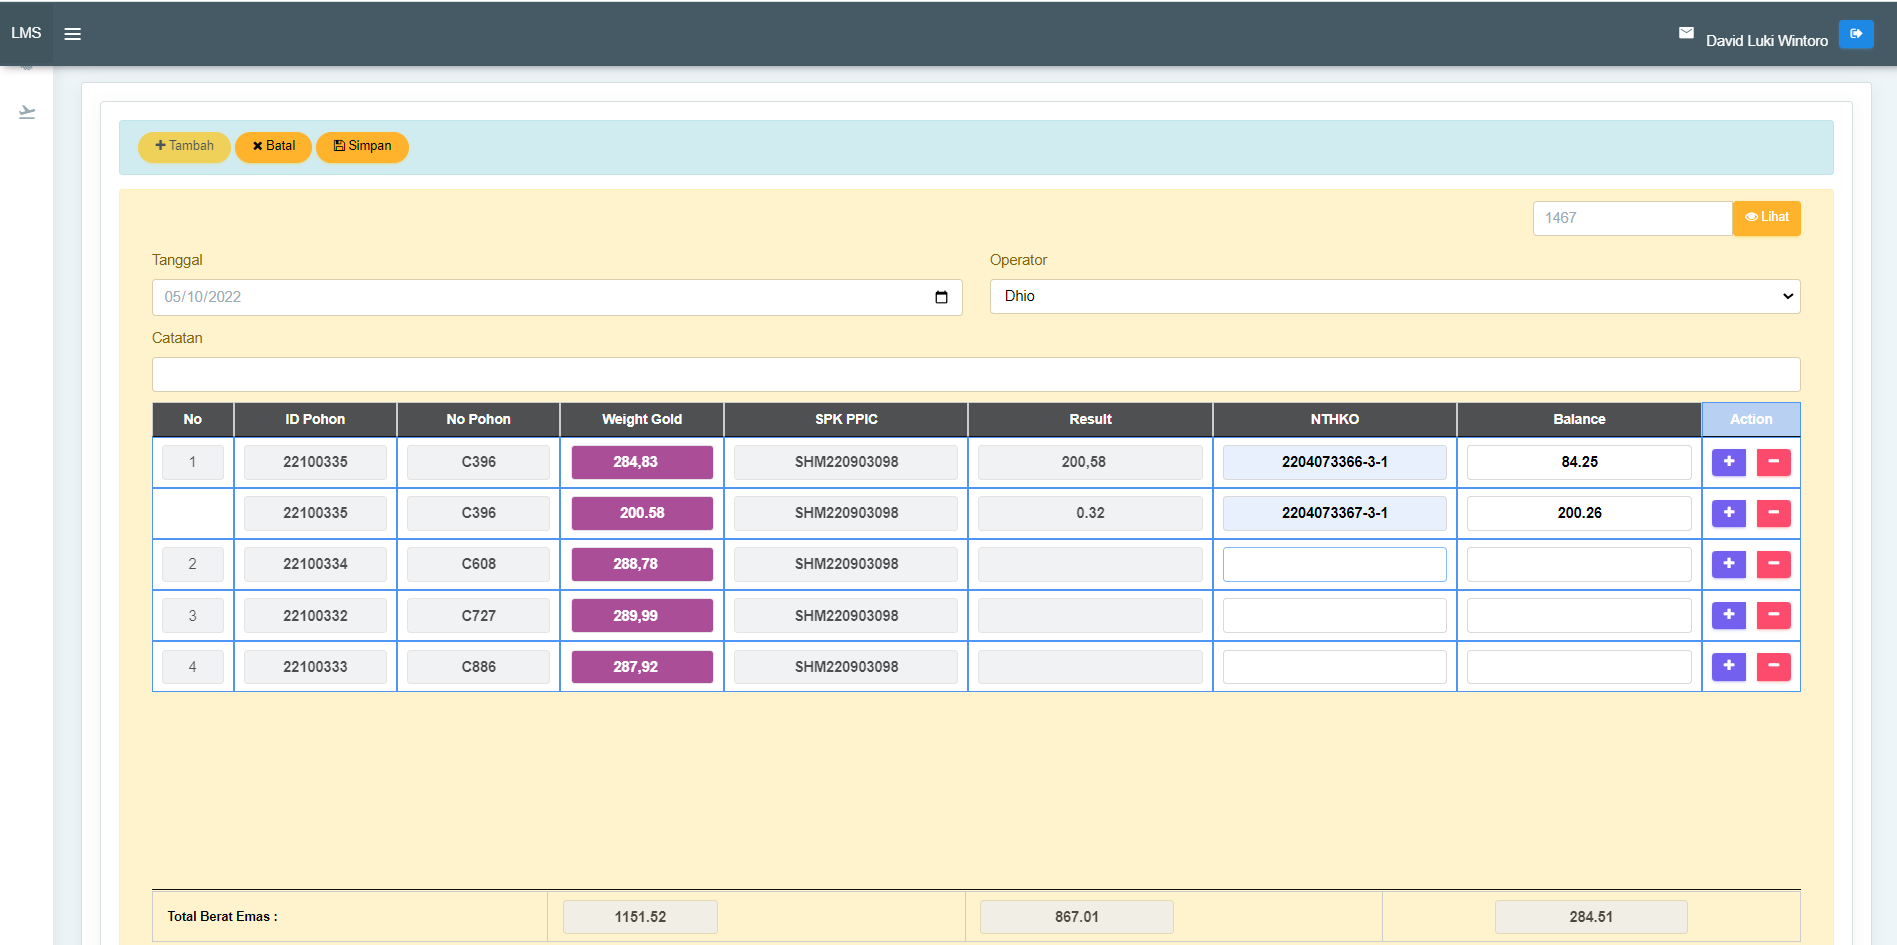 LMS
David Luki Wintoro
Tambah Batal Simpan
1467 Lihat
Tanggal Operator
05/10/2022 Dhio
Catatan
No ID Pohon No Pohon Weight Gold SPK PPIC Result NTHKO Balance Action
1 22100335 C396 284,83 SHM220903098 200,58 2204073366-3-1 84.25
22100335 C396 200.58 SHM220903098 0.32 2204073367-3-1 200.26
2 22100334 C608 288,78 SHM220903098
3 22100332 C727 289,99 SHM220903098
4 22100333 C886 287,92 SHM220903098
Total Berat Emas : 1151.52 867.01 284.51